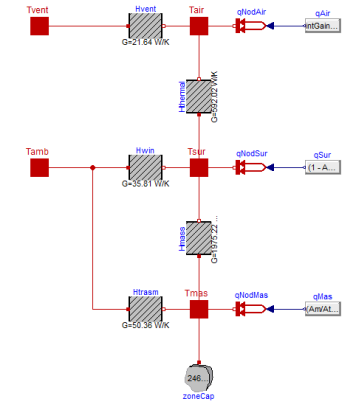 Tvent
Hvent
G=21.64 W/K
Tair
qNodAir
qAir
intGain...
Hthermal
G=592.02 W/K
Tamb
Hwin
G=35.81 W/K
Tsur
qNodSur
qSur
(1 - A...
Hmass
G=1975.22 ...
Htrasm
G=50.36 W/K
Tmas
qNodMas
qMas
(Am/At...
246...
zoneCap